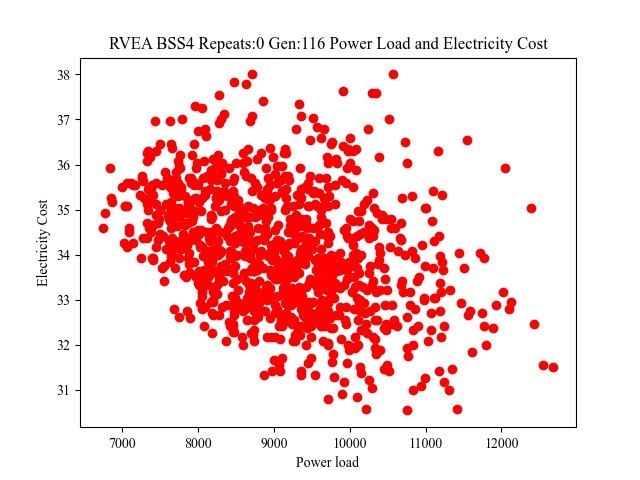 RVEA BSS4 Repeats:0 Gen:116 Power Load and Electricity Cost
38
37
36
35
34
33
32
31
Electricity Cost
7000 8000 9000 10000 11000 12000
Power load